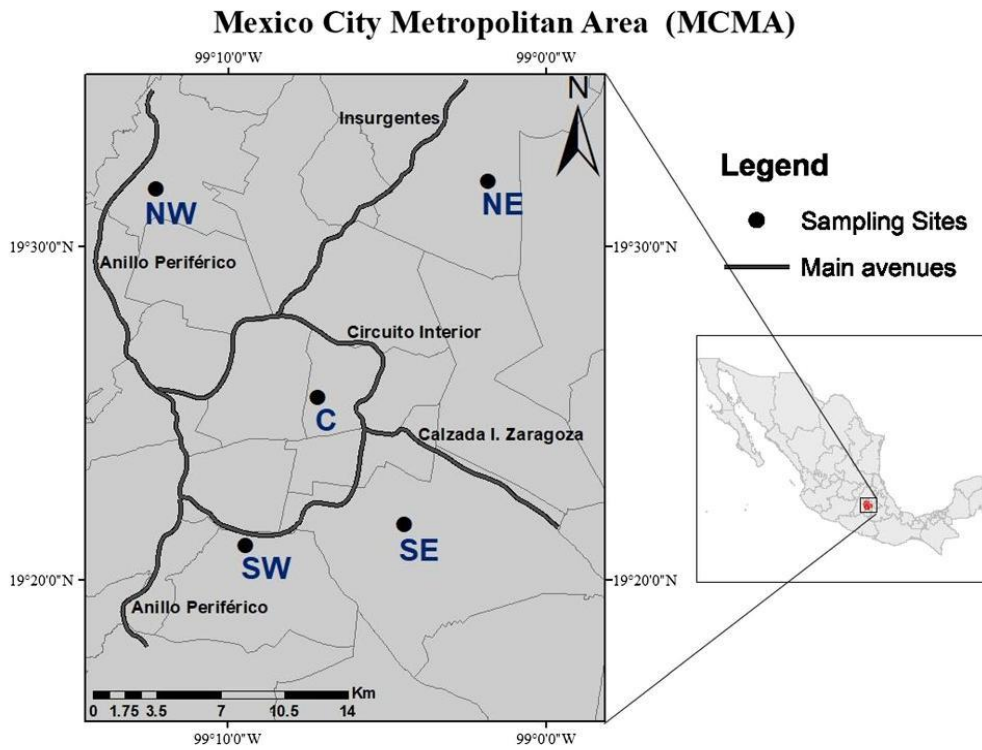 Mexico City Metropolitan Area (MCMA)
99°10'0"W
99°0'0"W
N
Insurgentes
NW
NE
19°30'0"N
19°30'0"N
Anillo Periférico
Circuito Interior
C
Calzada I. Zaragoza
SW
SE
19°20'0"N
19°20'0"N
Anillo Periférico
Km
0 1.75 3.5 7 10.5 14
99°10'0"W
99°0'0"W
Legend
Sampling Sites
Main avenues